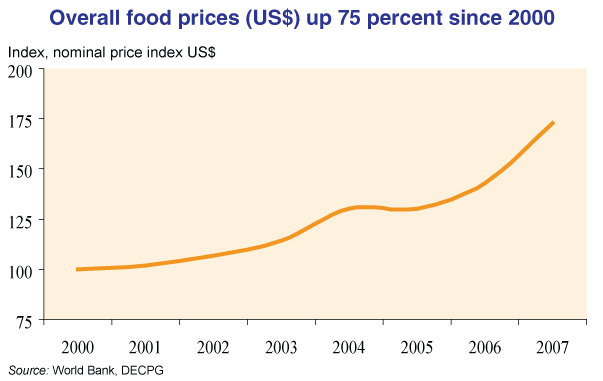 Overall food prices (US$) up 75 percent since 2000
Index, nominal price index US$
200
175
150
125
100
75
2000 2001 2002 2003 2004 2005 2006 2007
Source: World Bank, DECPG